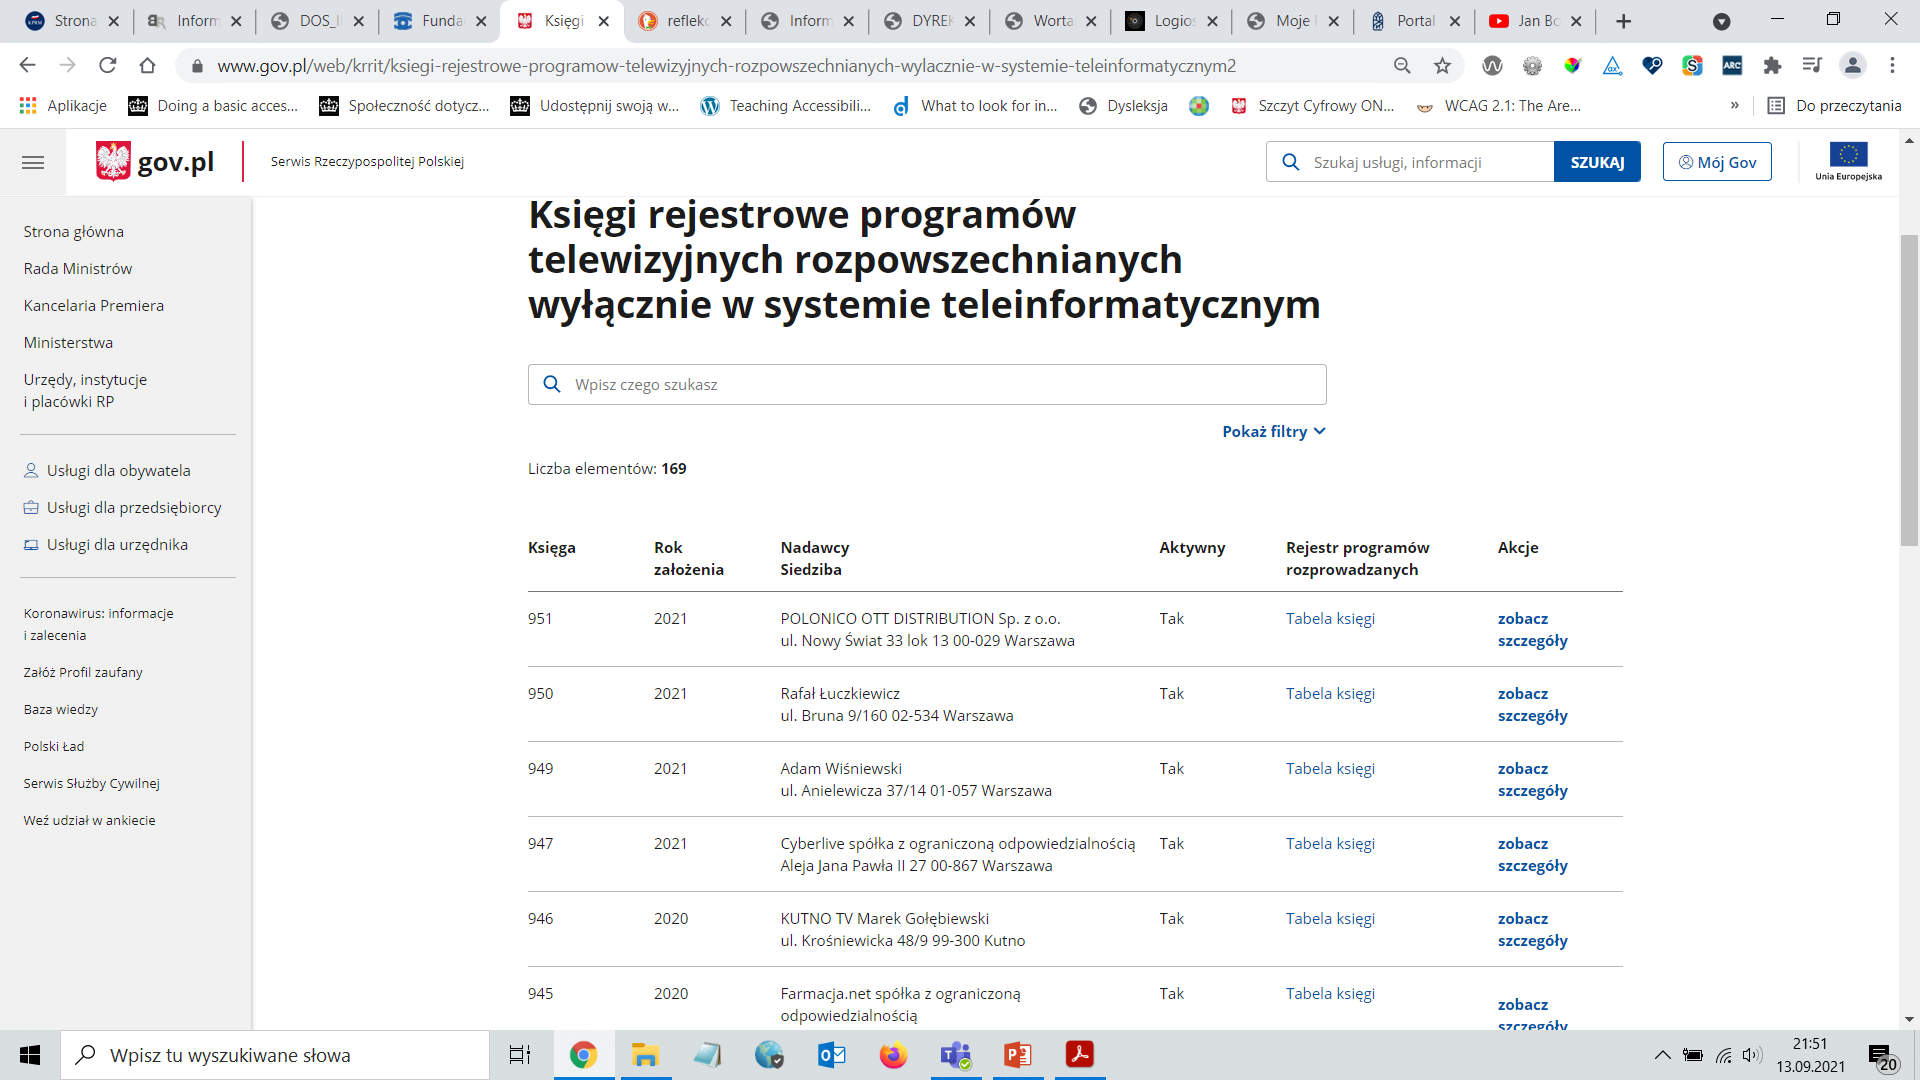 Strona
Inform
DOS_I
Funda
Księgi
reflekc
Inform
DYREK
Worta
Logios
Moje
Portal
Jan Bo
www.gov.pl/web/krrit/ksiegi-rejestrowe-programow-telewizyjnych-rozpowszechnianych-wylacznie-w-systemie-teleinformatycznym2
Aplikacje
Doing a basic acces...
Społeczność dotycz...
Udostępnij swoją w...
Teaching Accessibili...
What to look for in...
Dysleksja
Szczyt Cyfrowy ON...
WCAG 2.1: The Are...
»
Do przeczytania
gov.pl
Serwis Rzeczypospolitej Polskiej
Szukaj usługi, informacji
SZUKAJ
Mój Gov
Unia Europejska
Strona główna
Rada Ministrów
Kancelaria Premiera
Ministerstwa
Urzędy, instytucje
i placówki RP
Usługi dla obywatela
Usługi dla przedsiębiorcy
Usługi dla urzędnika
Koronawirus: informacje
i zalecenia
Załóż Profil zaufany
Baza wiedzy
Polski Ład
Serwis Służby Cywilnej
Weź udział w ankiecie
Księgi rejestrowe programów
telewizyjnych rozpowszechnianych
wyłącznie w systemie teleinformatycznym
Wpisz czego szukasz
Pokaż filtry
Liczba elementów: 169
Księga Rok Nadawcy Aktywny Rejestr programów Akcje
założenia Siedziba rozprowadzanych
951 2021 POLONICO OTT DISTRIBUTION Sp. z o.o. Tak Tabela księgi zobacz
ul. Nowy Świat 33 lok 13 00-029 Warszawa szczegóły
950 2021 Rafał Łuczkiewicz Tak Tabela księgi zobacz
ul. Bruna 9/160 02-534 Warszawa szczegóły
949 2021 Adam Wiśniewski Tak Tabela księgi zobacz
ul. Anielewicza 37/14 01-057 Warszawa szczegóły
947 2021 Cyberlive spółka z ograniczoną odpowiedzialnością Tak Tabela księgi zobacz
Aleja Jana Pawła II 27 00-867 Warszawa szczegóły
946 2020 KUTNO TV Marek Gołębiewski Tak Tabela księgi zobacz
ul. Krośniewicka 48/9 99-300 Kutno szczegóły
945 2020 Farmacja.net spółka z ograniczoną Tak Tabela księgi zobacz
odpowiedzialnością szczegóły
Wpisz tu wyszukiwane słowa
21:51
13.09.2021
20